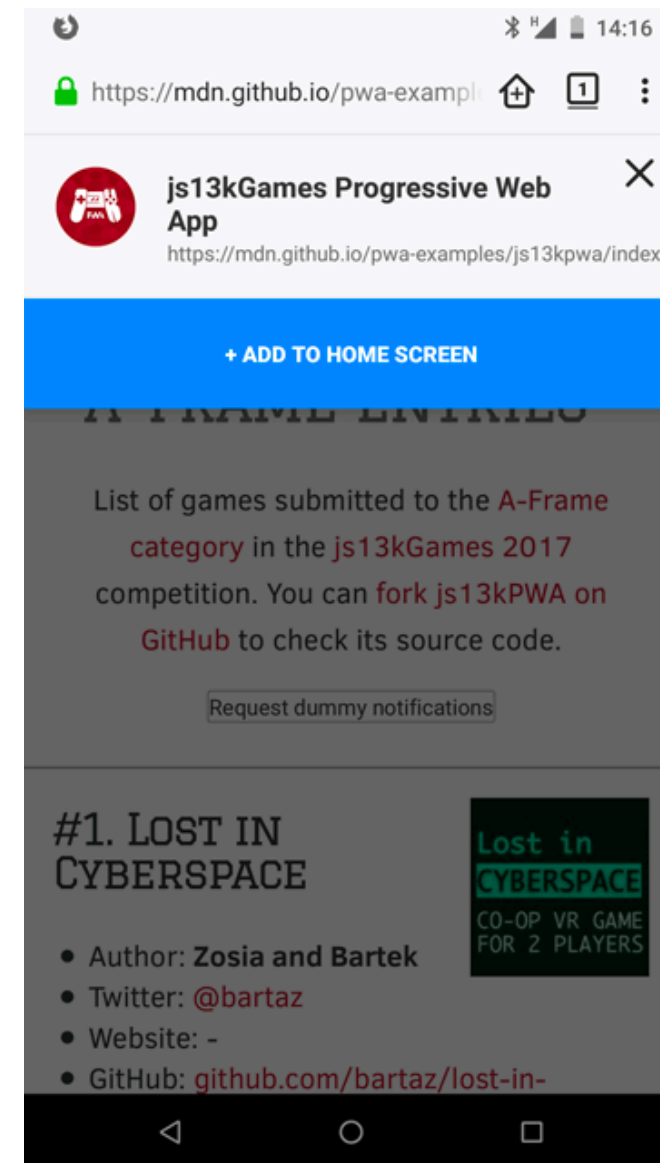 H 14:16
https://mdn.github.io/pwa-exampl
1
PWAs
js13kGames Progressive Web
App
https://mdn.github.io/pwa-examples/js13kpwa/index
+ ADD TO HOME SCREEN
A-FRAME ENTRIES
List of games submitted to the A-Frame
category in the js13kGames 2017
competition. You can fork js13kPWA on
GitHub to check its source code.
Request dummy notifications
#1. LOST IN
CYBERSPACE
Lost in
CYBERSPACE
CO-OP VR GAME
FOR 2 PLAYERS
• Author: Zosia and Bartek
• Twitter: @bartaz
• Website: -
• GitHub: github.com/bartaz/lost-in-